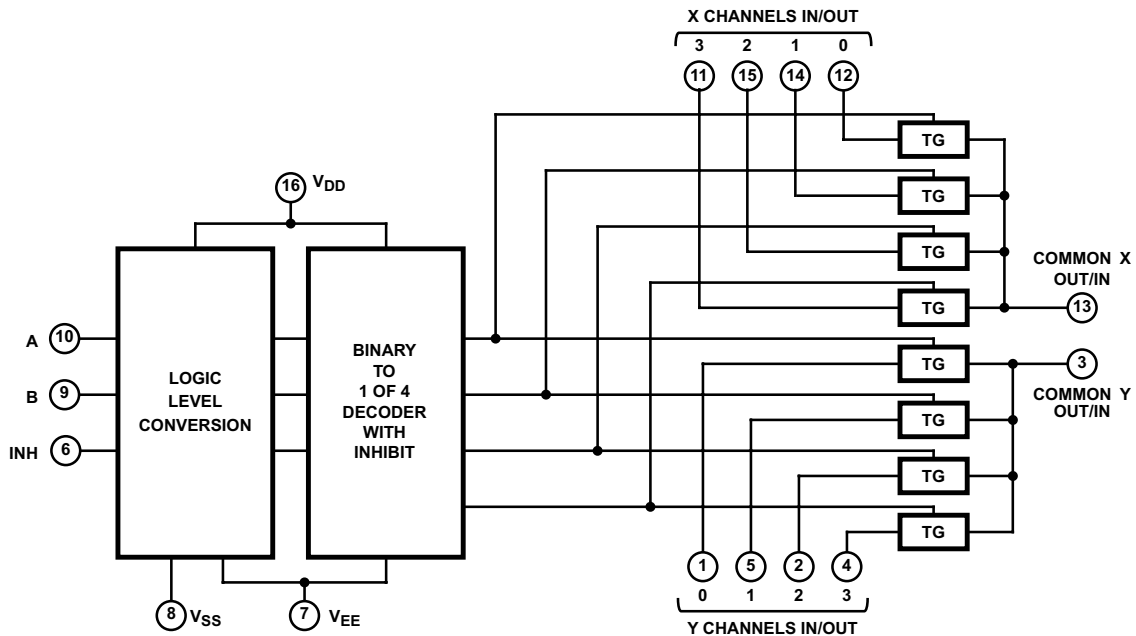 X CHANNELS IN/OUT
3 2 1 0
11 15 14 12
TG
16 VDD
TG
TG
COMMON X
OUT/IN
TG
13
A 10
LOGIC
LEVEL
CONVERSION
BINARY
TO
1 OF 4
DECODER
WITH
INHIBIT
TG
3
B 9
COMMON Y
OUT/IN
TG
INH 6
TG
TG
1 5 2 4
0 1 2 3
8 VSS
7 VEE
Y CHANNELS IN/OUT